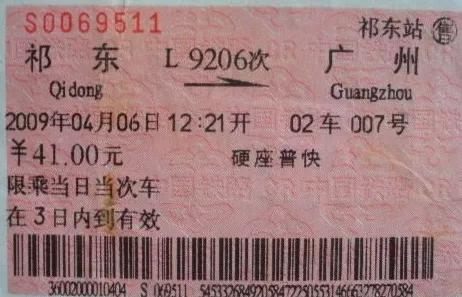 S0069511 祁东站 售
祁 东 L 9206次 广 州
Qidong Guangzhou
2009年04月06日 12:21开 02车 007号
￥41.00元 硬座普快
限乘当日当次车
在3日内到有效